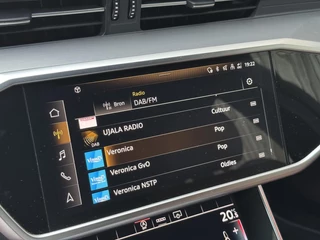 Radio
19:22
Bron
DAB/FM
UJALA RADIO
Cultuur
DAB
Veronica
Pop
Veronica GvO
Pop
Veronica NSTP
Oldies